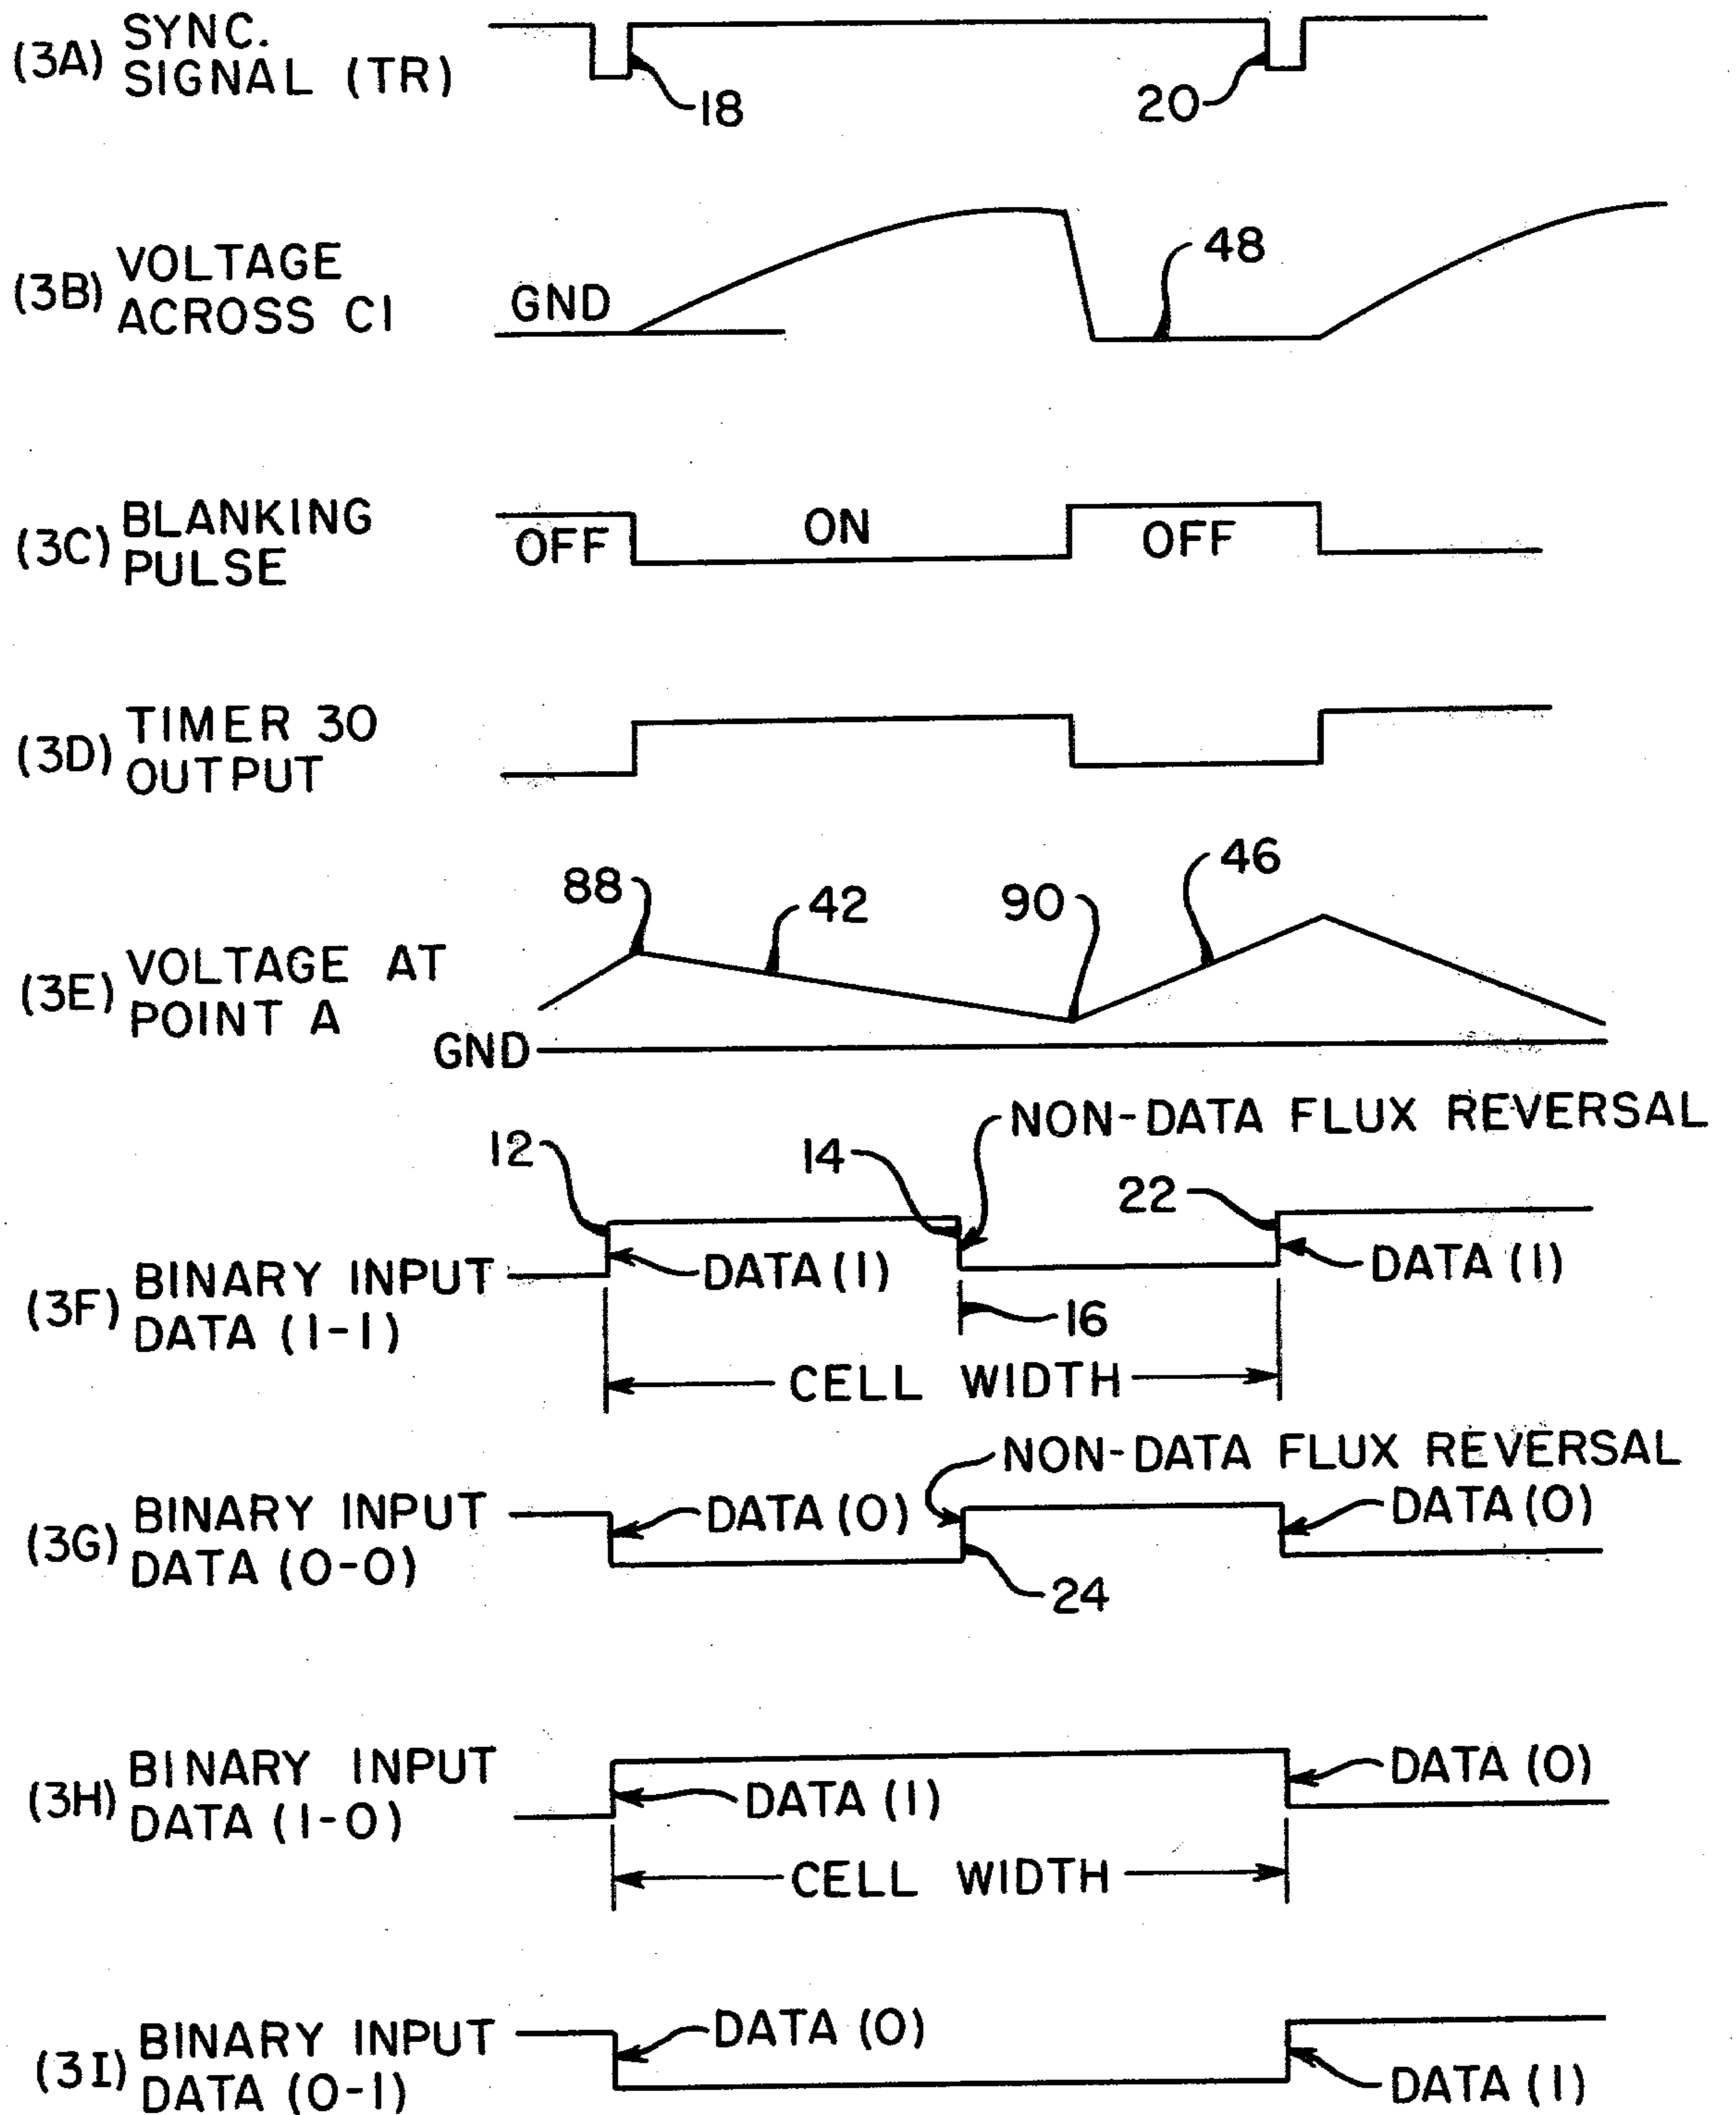 (3A) SYNC.
SIGNAL (TR)
18
20
(3B) VOLTAGE
ACROSS C1
GND
48
(3C) BLANKING
PULSE
OFF
ON
OFF
(3D) TIMER 30
OUTPUT
(3E) VOLTAGE AT
POINT A
88
42
90
46
GND
NON-DATA FLUX REVERSAL
12
14
22
(3F) BINARY INPUT
DATA (1-1)
DATA (1)
DATA (1)
16
CELL WIDTH
NON-DATA FLUX REVERSAL
(3G) BINARY INPUT
DATA (0-0)
DATA (0)
DATA (0)
24
(3H) BINARY INPUT
DATA (1-0)
DATA (1)
DATA (0)
CELL WIDTH
(3I) BINARY INPUT
DATA (0-1)
DATA (0)
DATA (1)